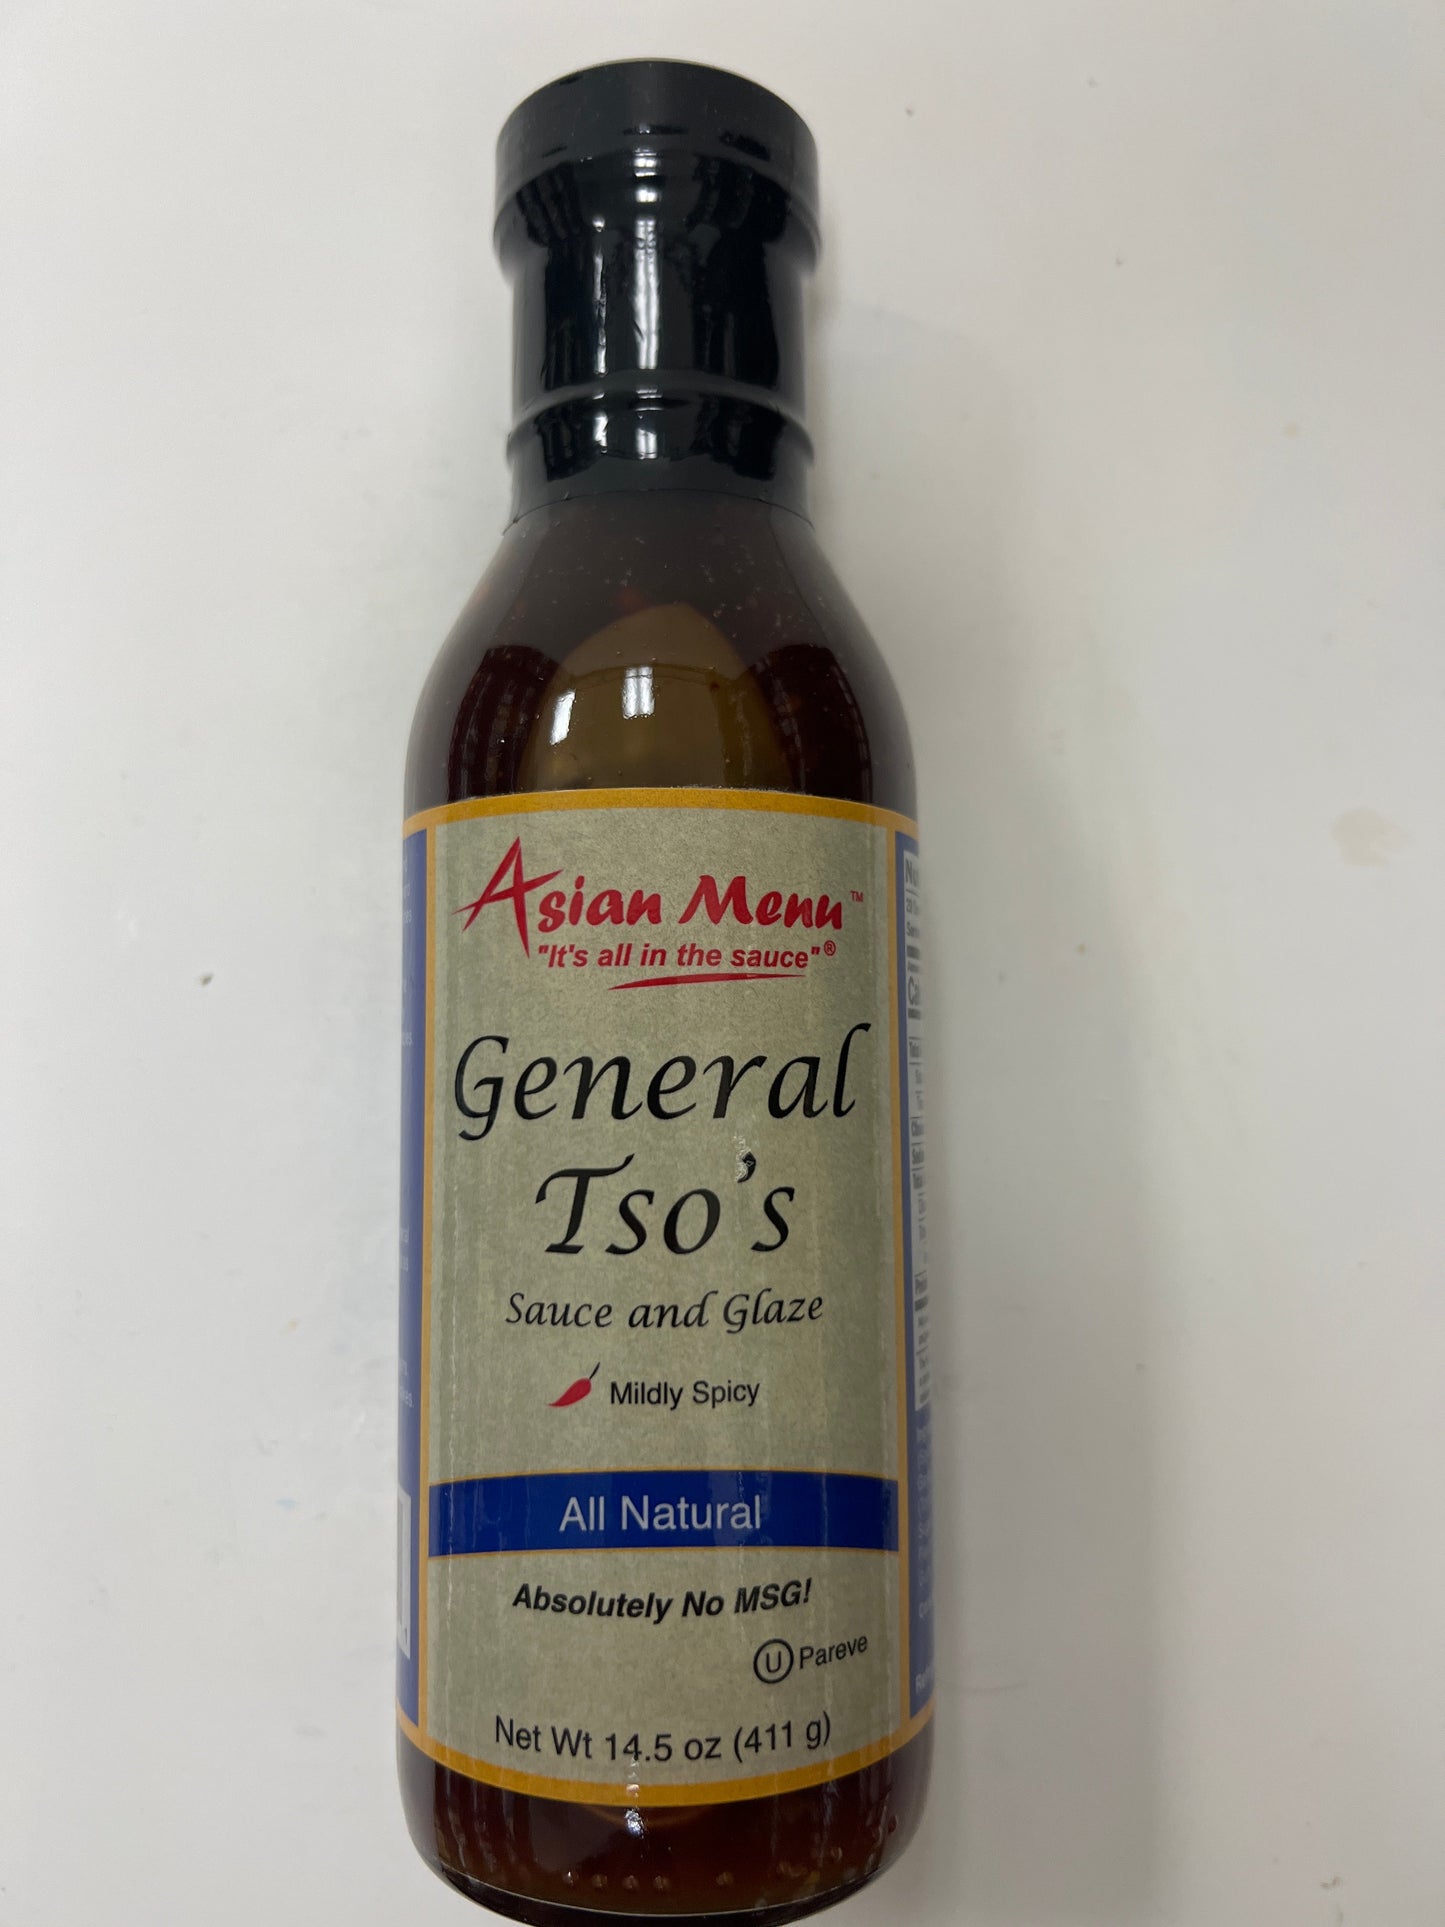 Asian Menu™
"It's all in the sauce"®
General
Tso's
Sauce and Glaze
Mildly Spicy
All Natural
Absolutely No MSG!
U Pareve
Net Wt 14.5 oz (411 g)